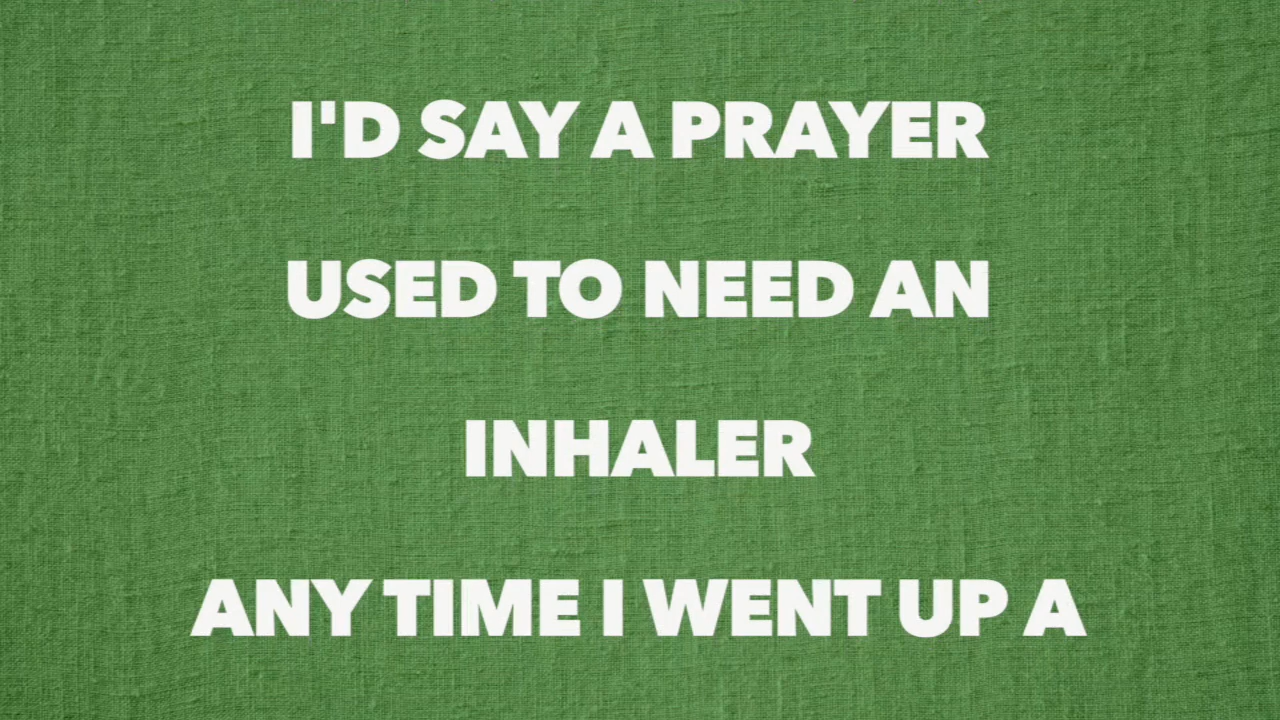 I'D SAY A PRAYER
USED TO NEED AN
INHALER
ANY TIME I WENT UP A